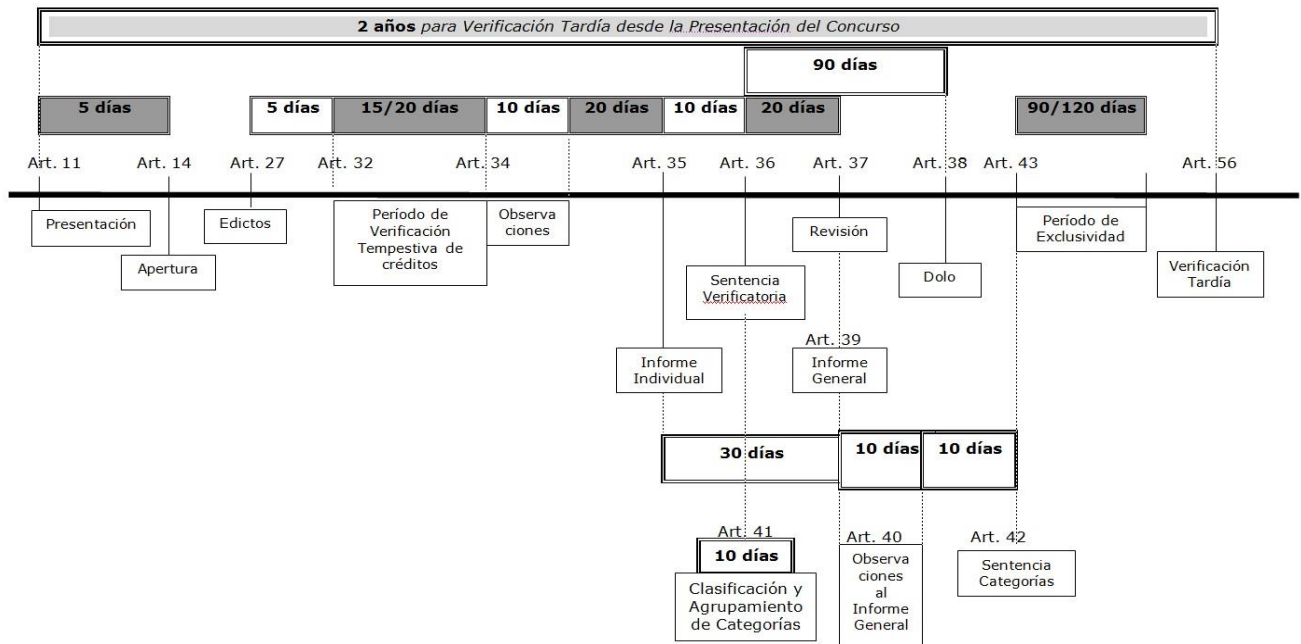 2 años para Verificación Tardía desde la Presentación del Concurso
90 días
5 días
5 días
15/20 días
10 días
20 días
10 días
20 días
90/120 días
Art. 11
Art. 14
Art. 27
Art. 32
Art. 34
Art. 35
Art. 36
Art. 37
Art. 38
Art. 43
Art. 56
Presentación
Apertura
Edictos
Período de
Verificación
Tempestiva de
créditos
Observa
ciones
Informe
Individual
Sentencia
Verificatoria
Revisión
Art. 39
Informe
General
Dolo
Período de
Exclusividad
Verificación
Tardía
30 días
10 días
10 días
Art. 41
10 días
Clasificación y
Agrupamiento
de Categorías
Art. 40
Observa
ciones
al
Informe
General
Art. 42
Sentencia
Categorías